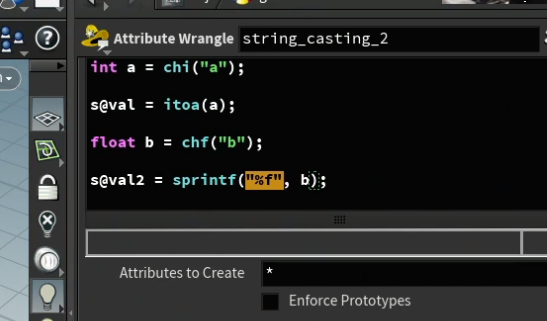 Attribute Wrangle string_casting_2
int a = chi("a");
s@val = itoa(a);
float b = chf("b");
s@val2 = sprintf("%f", b);
Attributes to Create *
Enforce Prototypes